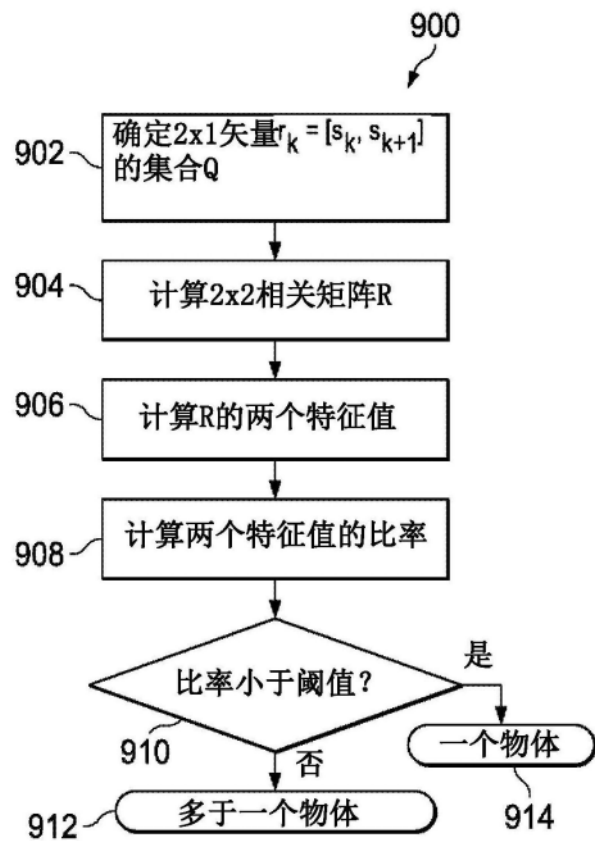 900
902
确定2x1矢量r_k = [s_k, s_{k+1}]
的集合Q
904
计算2x2相关矩阵R
906
计算R的两个特征值
908
计算两个特征值的比率
比率小于阈值?
是
910
否
一个物体
914
912
多于一个物体